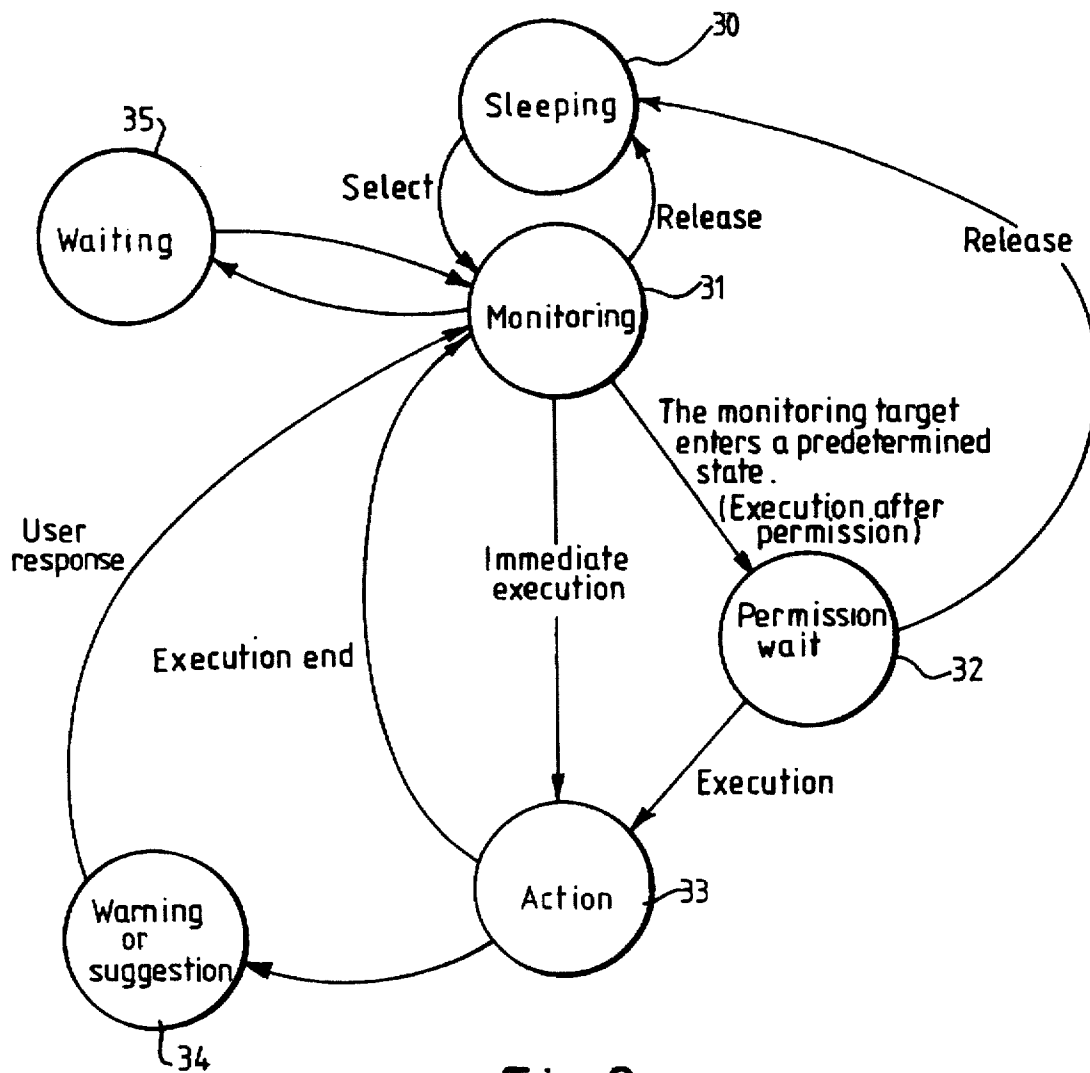 30
Sleeping
35
Select
Release
Waiting
Release
31
Monitoring
The monitoring target
enters a predetermined
state.
(Execution after
permission)
User
response
Immediate
execution
Permission
wait
Execution end
32
Execution
Action
33
Warning
or
suggestion
34